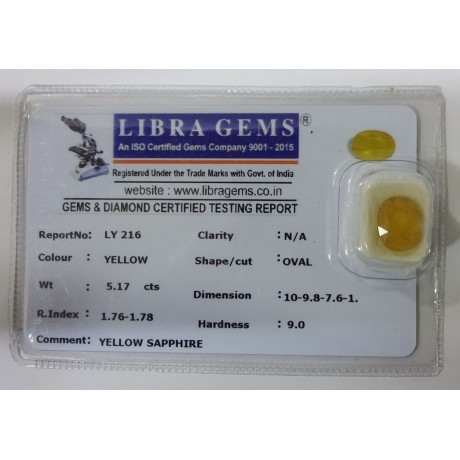 LIBRA GEMS ®
An ISO Certified Gems Company 9001 - 2015
Registered Under the Trade Marks with Govt. of India
website : www.libragems.co.in
GEMS & DIAMOND CERTIFIED TESTING REPORT
ReportNo: LY 216 Clarity : N/A
Colour : YELLOW Shape/cut : OVAL
Wt : 5.17 cts Dimension : 10-9.8-7.6-1.
R.Index : 1.76-1.78 Hardness : 9.0
Comment: YELLOW SAPPHIRE